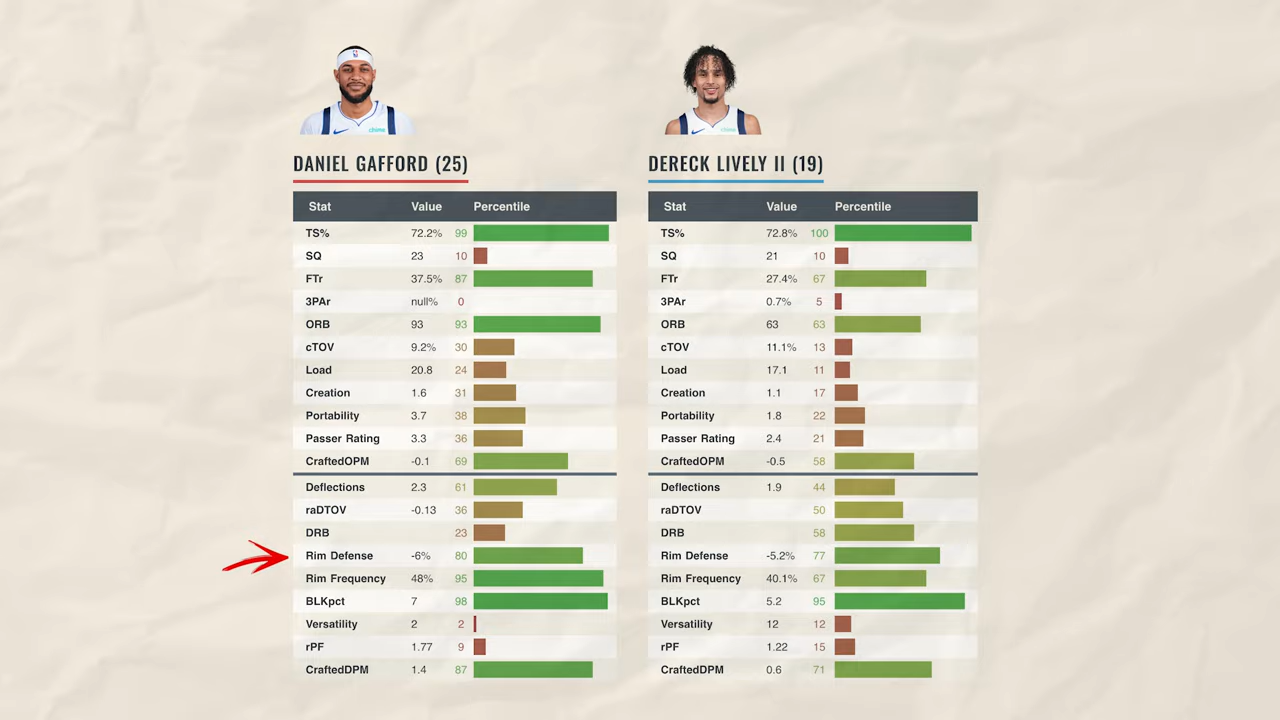 chime
chime
DANIEL GAFFORD (25)
Stat Value Percentile
TS% 72.2% 99
SQ 23 10
FTr 37.5% 87
3PAr null% 0
ORB 93 93
cTOV 9.2% 30
Load 20.8 24
Creation 1.6 31
Portability 3.7 38
Passer Rating 3.3 36
CraftedOPM -0.1 69
Deflections 2.3 61
raDTOV -0.13 36
DRB 23
Rim Defense -6% 80
Rim Frequency 48% 95
BLKpct 7 98
Versatility 2 2
rPF 1.77 9
CraftedDPM 1.4 87
DERECK LIVELY II (19)
Stat Value Percentile
TS% 72.8% 100
SQ 21 10
FTr 27.4% 67
3PAr 0.7% 5
ORB 63 63
cTOV 11.1% 13
Load 17.1 11
Creation 1.1 17
Portability 1.8 22
Passer Rating 2.4 21
CraftedOPM -0.5 58
Deflections 1.9 44
raDTOV 50
DRB 58
Rim Defense -5.2% 77
Rim Frequency 40.1% 67
BLKpct 5.2 95
Versatility 12 12
rPF 1.22 15
CraftedDPM 0.6 71